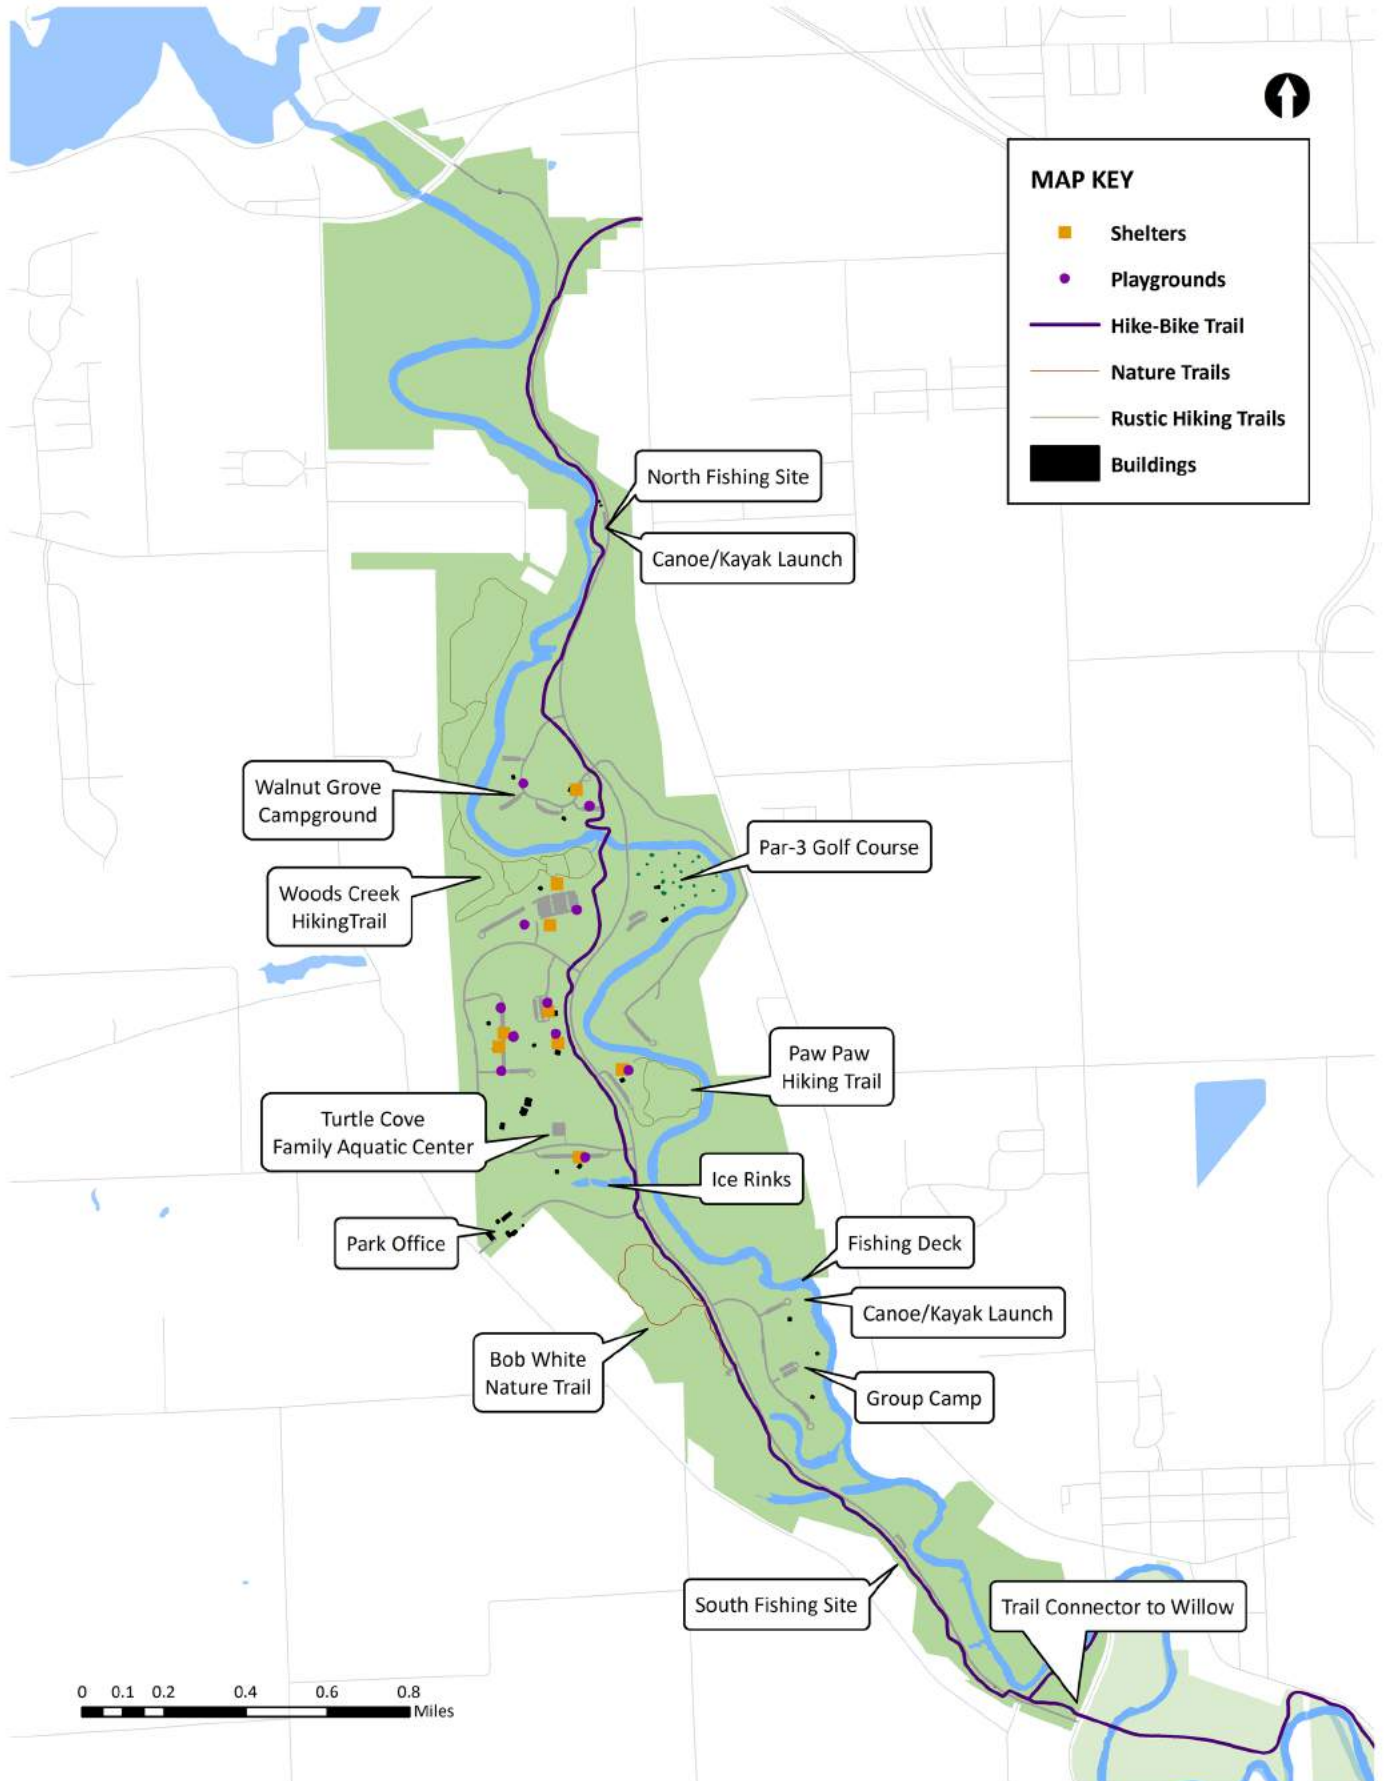 MAP KEY
Shelters
Playgrounds
Hike-Bike Trail
Nature Trails
Rustic Hiking Trails
Buildings
North Fishing Site
Canoe/Kayak Launch
Walnut Grove
Campground
Par-3 Golf Course
Woods Creek
HikingTrail
Paw Paw
Hiking Trail
Turtle Cove
Family Aquatic Center
Ice Rinks
Park Office
Fishing Deck
Canoe/Kayak Launch
Bob White
Nature Trail
Group Camp
South Fishing Site
Trail Connector to Willow
0 0.1 0.2 0.4 0.6 0.8
Miles